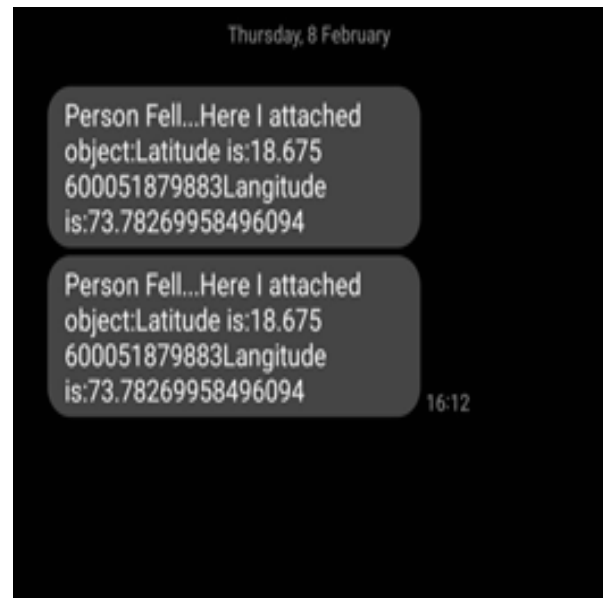 Thursday, 8 February
Person Fell...Here I attached
object:Latitude is:18.675
600051879883Langitude
is:73.78269958496094
Person Fell...Here I attached
object:Latitude is:18.675
600051879883Langitude
is:73.78269958496094
16:12